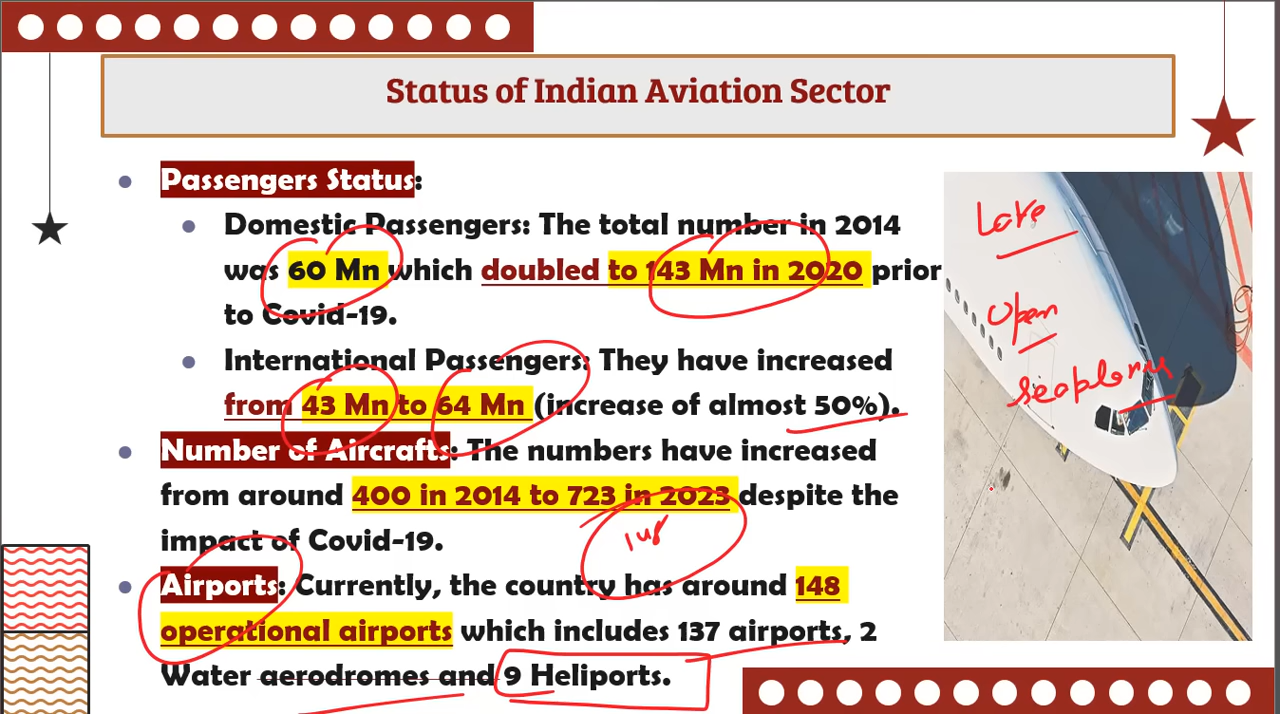 Status of Indian Aviation Sector
Passengers Status:
Domestic Passengers: The total number in 2014
was 60 Mn which doubled to 143 Mn in 2020 prior
to Covid-19.
International Passengers: They have increased
from 43 Mn to 64 Mn (increase of almost 50%).
Number of Aircrafts: The numbers have increased
from around 400 in 2014 to 723 in 2023 despite the
impact of Covid-19.
Airports: Currently, the country has around 148
operational airports which includes 137 airports, 2
Water aerodromes and 9 Heliports.
148
Open